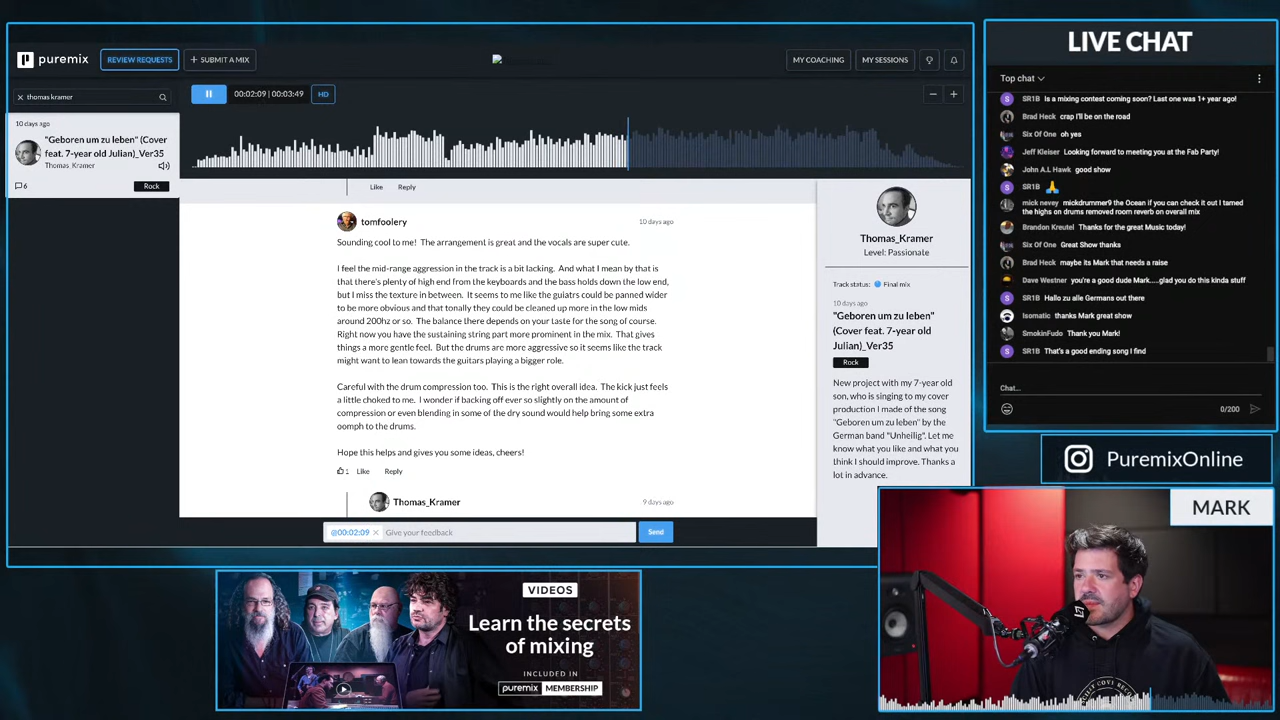 puremix
REVIEW REQUESTS
+ SUBMIT A MIX
MY COACHING
MY SESSIONS
thomas kramer
00:02:09 | 00:03:49
HD
10 days ago
"Geboren um zu leben" (Cover
feat. 7-year old Julian)_Ver35
Thomas_Kramer
6
Rock
Like Reply
tomfoolery
10 days ago
Sounding cool to me! The arrangement is great and the vocals are super cute.
I feel the mid-range aggression in the track is a bit lacking. And what I mean by that is
that there's plenty of high end from the keyboards and the bass holds down the low end,
but I miss the texture in between. It seems to me like the guiatrs could be panned wider
to be more obvious and that tonally they could be cleaned up more in the low mids
around 200hz or so. The balance there depends on your taste for the song of course.
Right now you have the sustaining string part more prominent in the mix. That gives
things a more gentle feel. But the drums are more aggressive so it seems like the track
might want to lean towards the guitars playing a bigger role.
Careful with the drum compression too. This is the right overall idea. The kick just feels
a little choked to me. I wonder if backing off ever so slightly on the amount of
compression or even blending in some of the dry sound would help bring some extra
oomph to the drums.
Hope this helps and gives you some ideas, cheers!
1 Like Reply
Thomas_Kramer
9 days ago
@00:02:09 × Give your feedback
Send
Thomas_Kramer
Level: Passionate
Track status: Final mix
10 days ago
"Geboren um zu leben"
(Cover feat. 7-year old
Julian)_Ver35
Rock
New project with my 7-year old
son, who is singing to my cover
production I made of the song
"Geboren um zu leben" by the
German band "Unheilig". Let me
know what you like and what you
think I should improve. Thanks a
lot in advance.
LIVE CHAT
Top chat
SR1B Is a mixing contest coming soon? Last one was 1+ year ago!
Brad Heck crap I'll be on the road
Six Of One oh yes
Jeff Kleiser Looking forward to meeting you at the Fab Party!
John A.L Hawk good show
SR1B 🙏
mick nevey mickdrummer9 the Ocean if you can check it out I tamed
the highs on drums removed room reverb on overall mix
Brandon Kreutel Thanks for the great Music today!
Six Of One Great Show thanks
Brad Heck maybe its Mark that needs a raise
Dave Westner you're a good dude Mark.....glad you do this kinda stuff
SR1B Hallo zu alle Germans out there
Isomatic thanks Mark great show
SmokinFudo Thank you Mark!
SR1B That's a good ending song I find
Chat...
0/200
PuremixOnline
MARK
VIDEOS
Learn the secrets
of mixing
INCLUDED IN
puremix MEMBERSHIP